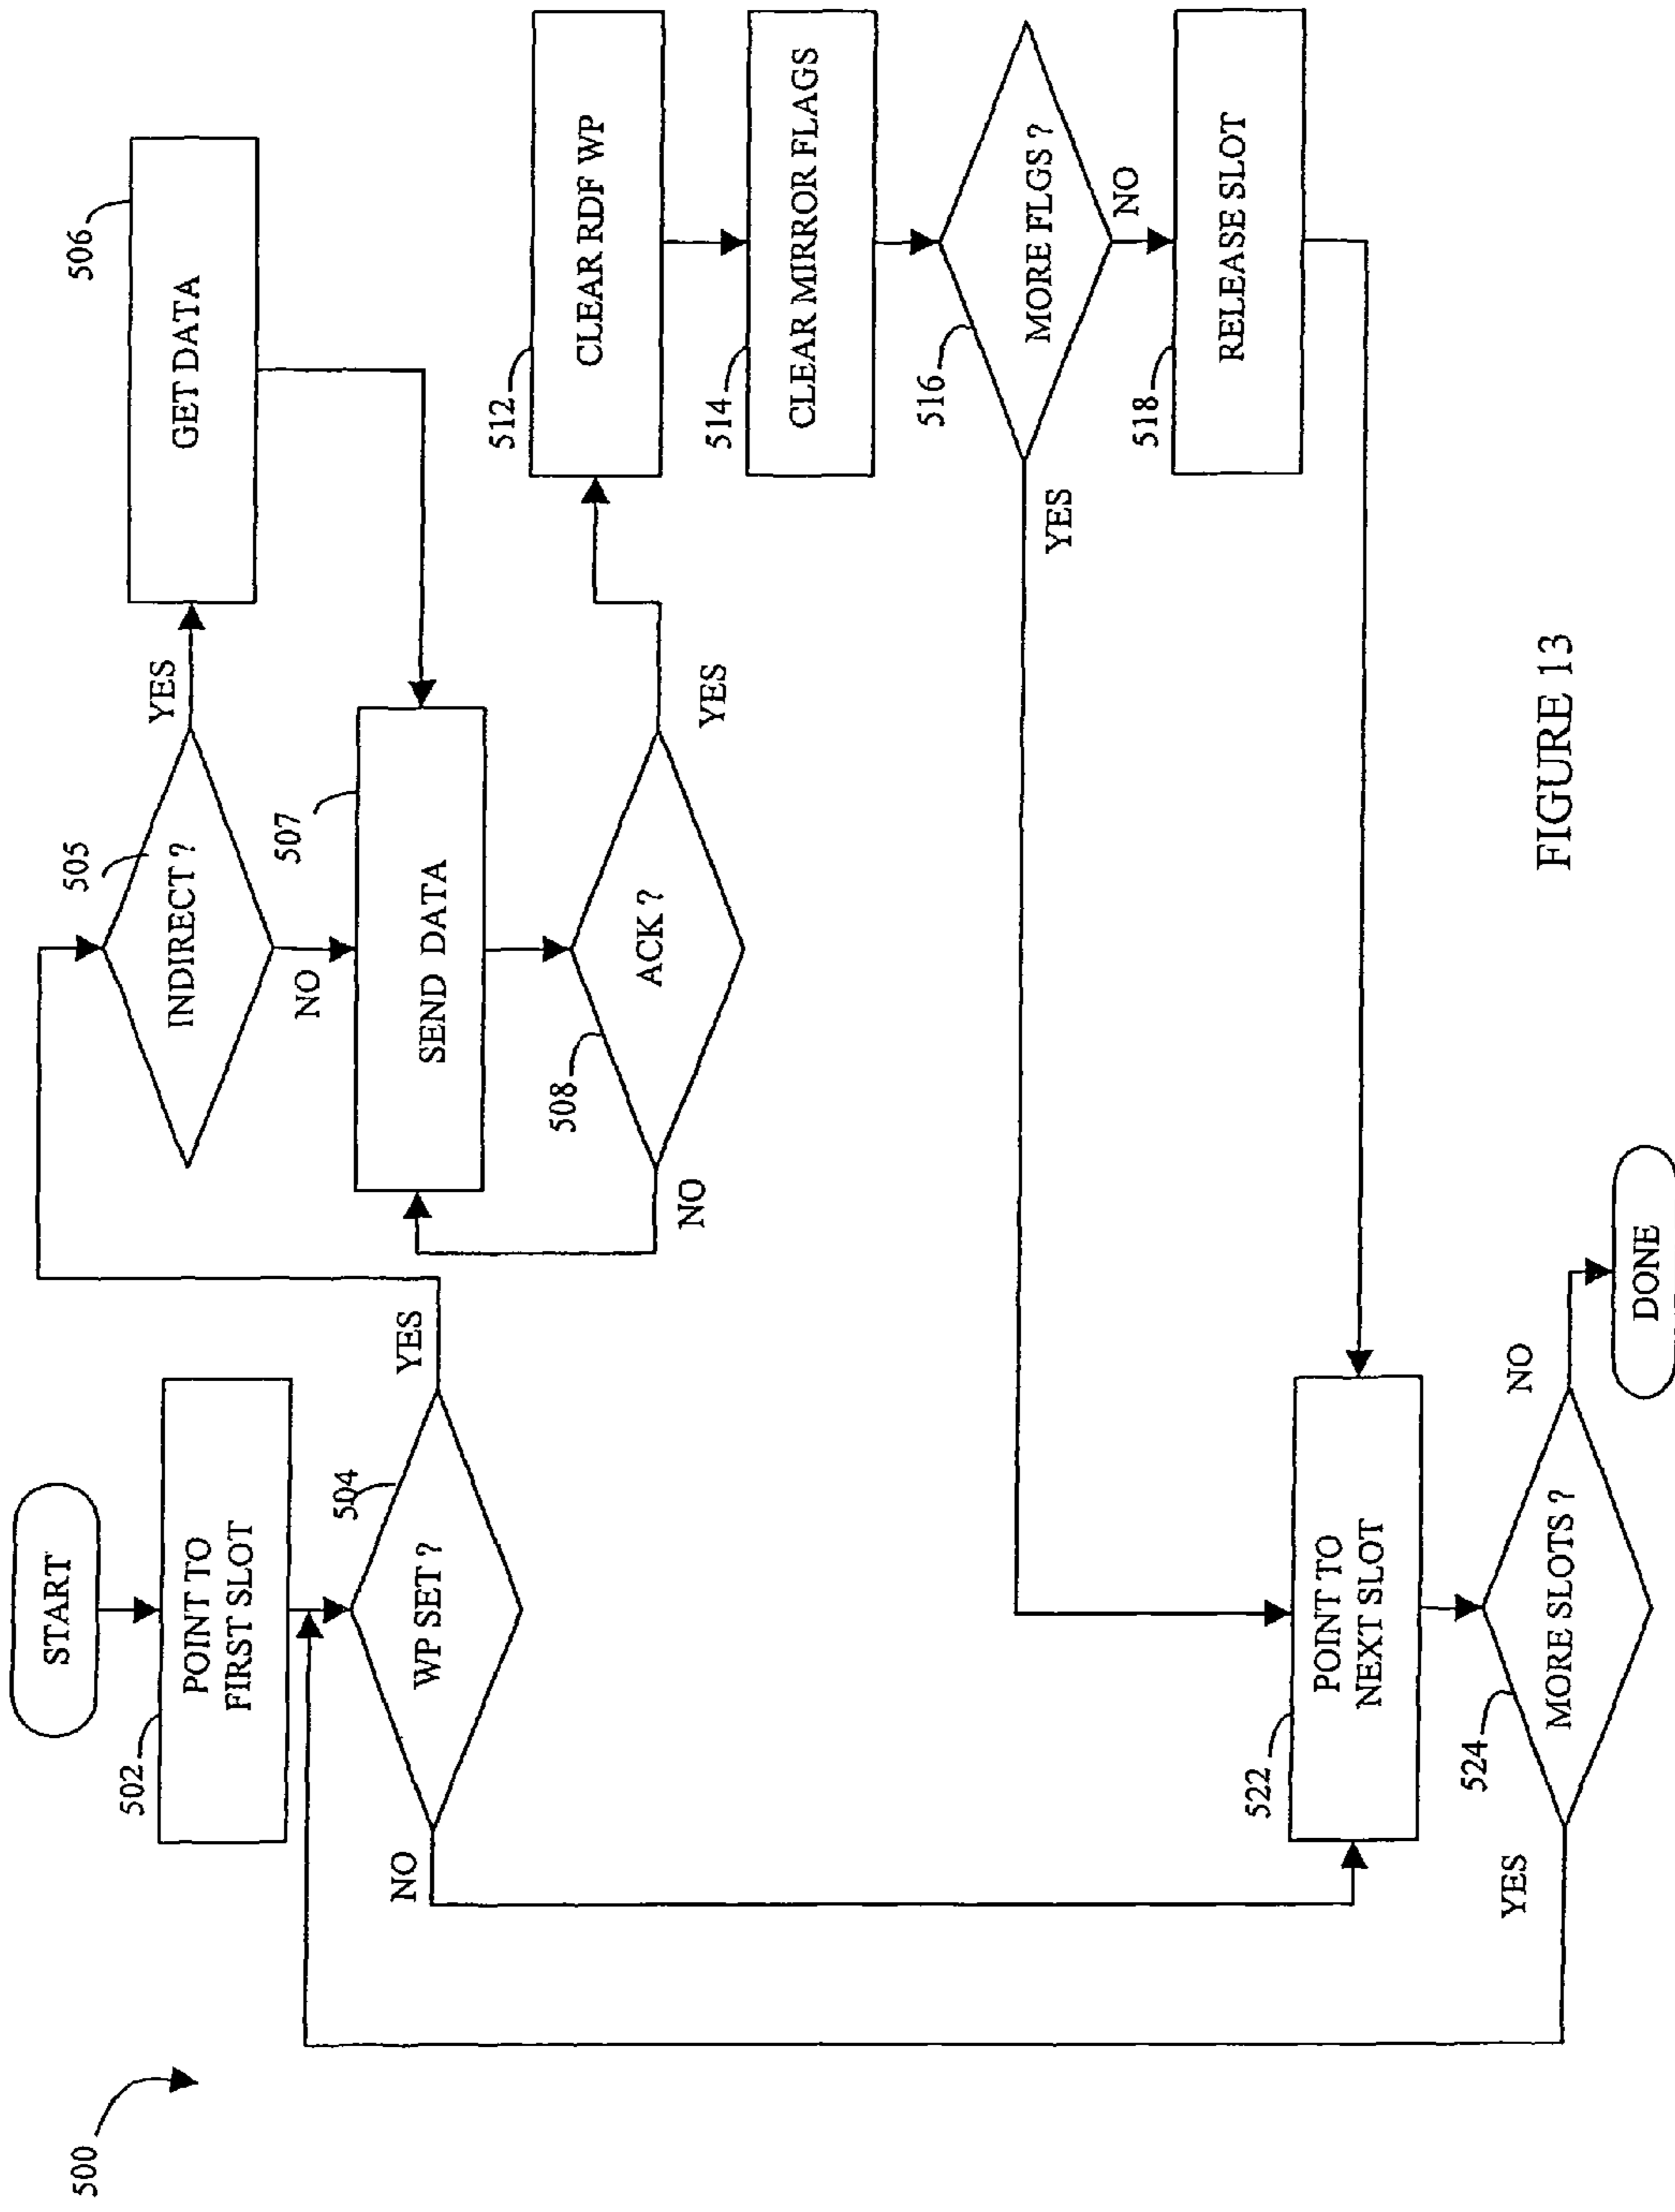 500
START
502
POINT TO
FIRST SLOT
504
WP SET ?
YES
NO
505
INDIRECT ?
YES
NO
506
GET DATA
507
SEND DATA
508
ACK ?
YES
NO
512
CLEAR RDF WP
514
CLEAR MIRROR FLAGS
516
MORE FLGS ?
YES
NO
518
RELEASE SLOT
522
POINT TO
NEXT SLOT
524
MORE SLOTS ?
YES
NO
DONE
FIGURE 13